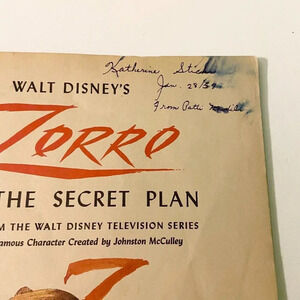 Katherine
Jan. 28/59
From Patti
WALT DISNEY'S
ZORRO
THE SECRET PLAN
M THE WALT DISNEY TELEVISION SERIES
amous Character Created by Johnston McCulley